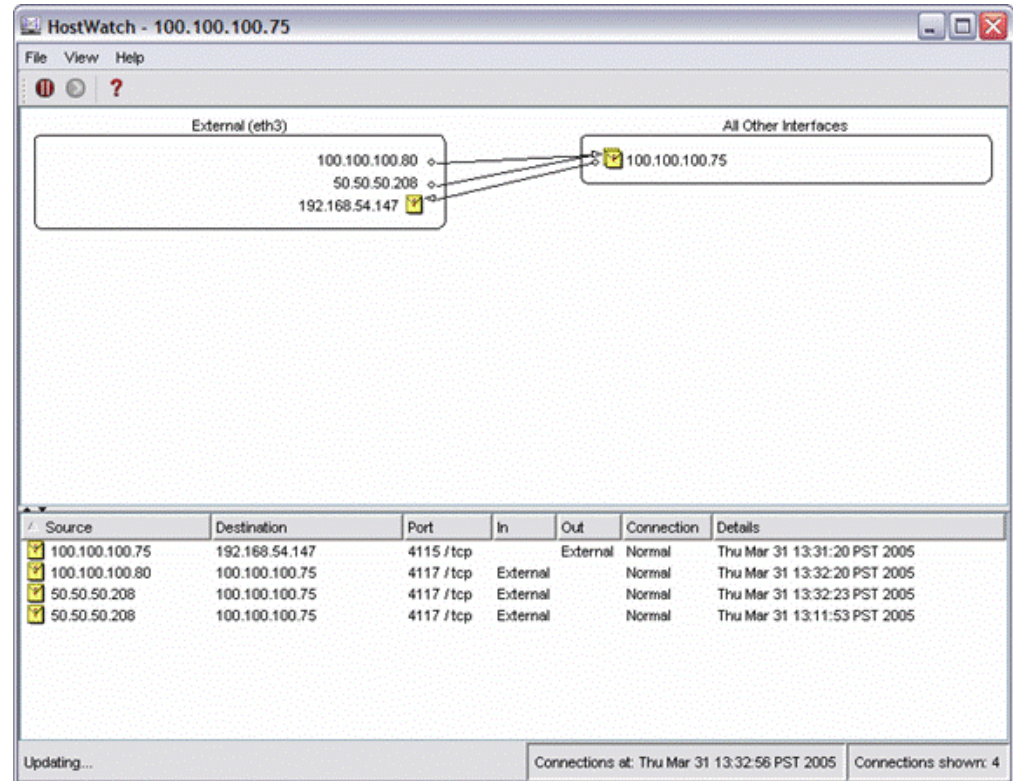 HostWatch - 100.100.100.75
File View Help
?
External (eth3) All Other Interfaces
100.100.100.80 100.100.100.75
50.50.50.208
192.168.54.147
Source Destination Port In Out Connection Details
100.100.100.75 192.168.54.147 4115 /tcp External Normal Thu Mar 31 13:31:20 PST 2005
100.100.100.80 100.100.100.75 4117 /tcp External Normal Thu Mar 31 13:32:20 PST 2005
50.50.50.208 100.100.100.75 4117 /tcp External Normal Thu Mar 31 13:32:23 PST 2005
50.50.50.208 100.100.100.75 4117 /tcp External Normal Thu Mar 31 13:11:53 PST 2005
Updating... Connections at: Thu Mar 31 13:32:56 PST 2005 Connections shown: 4